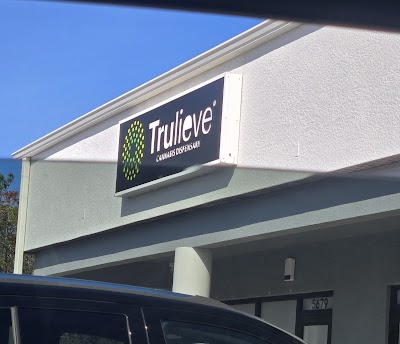 Trulieve®
CANNABIS DISPENSARY
5679